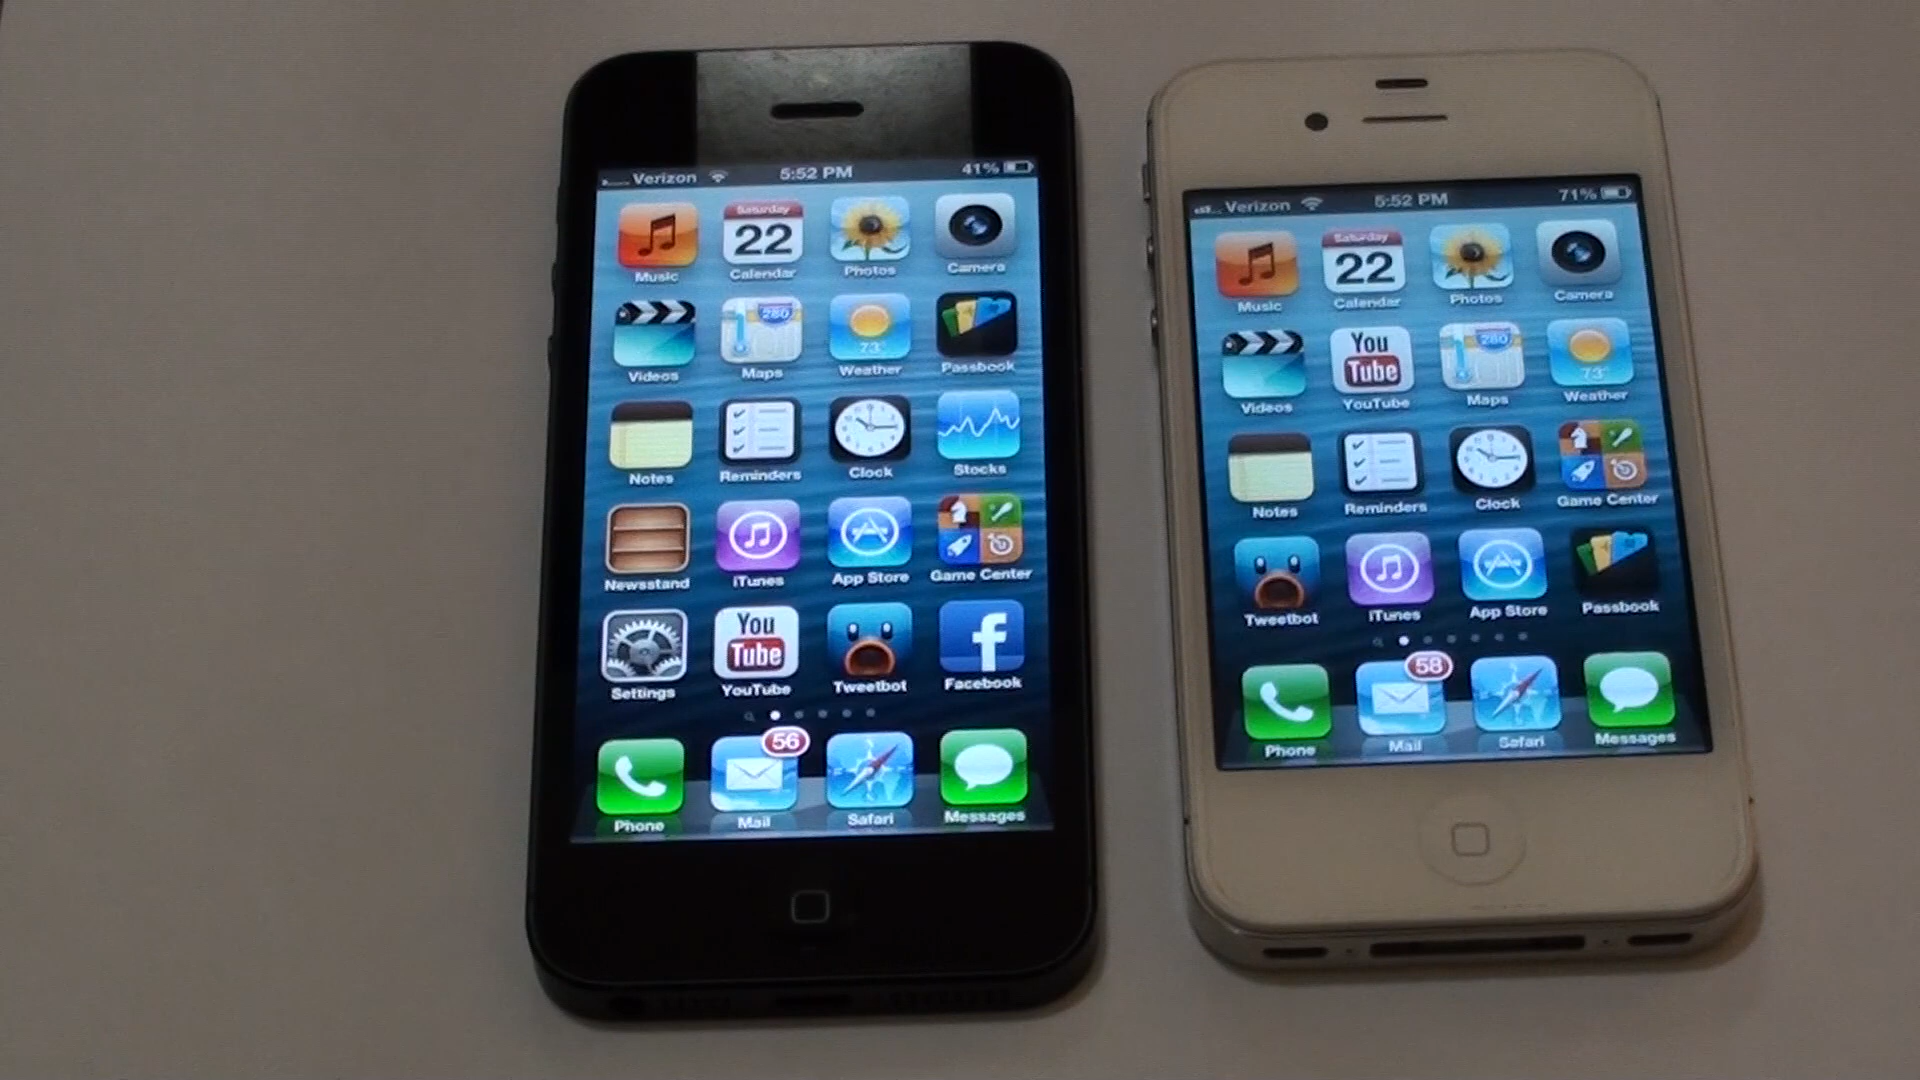 Verizon 5:52 PM 41%
Saturday
22
Music Calendar Photos Camera
280
73°
Videos Maps Weather Passbook
Notes Reminders Clock Stocks
Newsstand iTunes App Store Game Center
You
Tube
f
Settings YouTube Tweetbot Facebook
56
Phone Mail Safari Messages
Verizon 5:52 PM 71%
Saturday
22
Music Calendar Photos Camera
You
Tube
280
73°
Videos YouTube Maps Weather
Notes Reminders Clock Game Center
Tweetbot iTunes App Store Passbook
58
Phone Mail Safari Messages